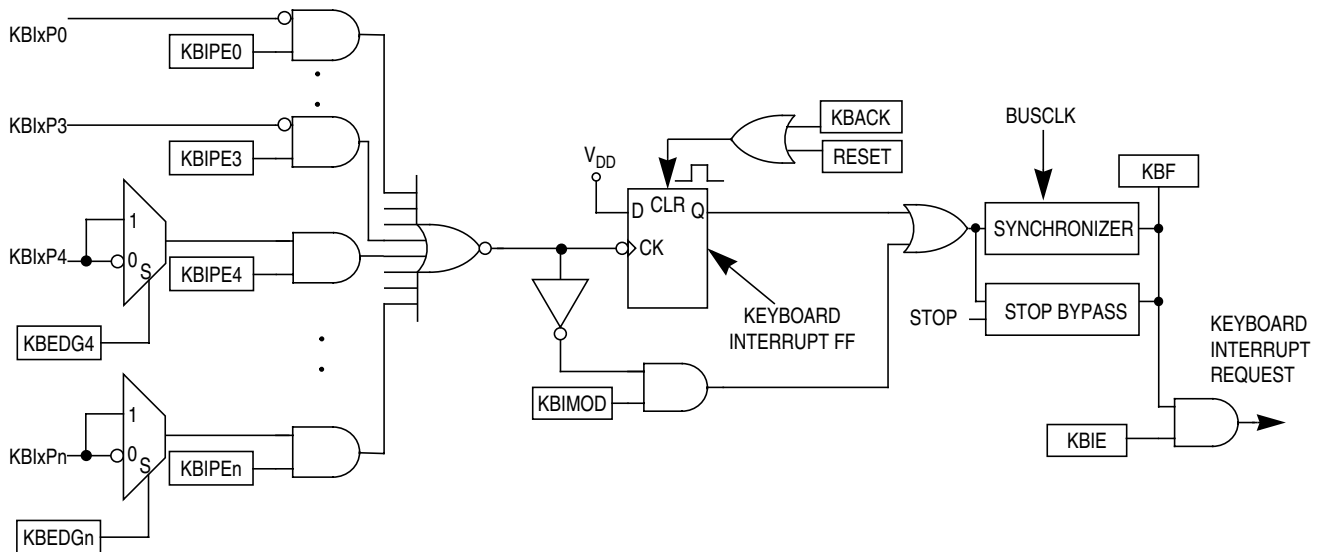 KBIxP0
KBIPE0
KBIxP3
KBIPE3
1
KBIxP4
0
S
KBIPE4
KBEDG4
1
KBIxPn
0
S
KBIPEn
KBEDGn
VDD
D
CLR
Q
CK
KBACK
RESET
KEYBOARD
INTERRUPT FF
KBIMOD
BUSCLK
SYNCHRONIZER
STOP
STOP BYPASS
KBF
KBIE
KEYBOARD
INTERRUPT
REQUEST